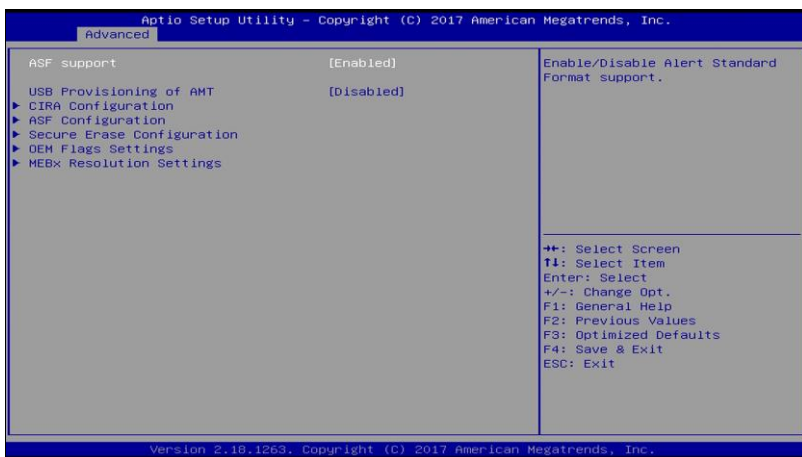 Aptio Setup Utility – Copyright (C) 2017 American Megatrends, Inc.
Advanced
ASF support [Enabled]
USB Provisioning of AMT [Disabled]
▶ CIRA Configuration
▶ ASF Configuration
▶ Secure Erase Configuration
▶ OEM Flags Settings
▶ MEBx Resolution Settings
Enable/Disable Alert Standard
Format support.
→←: Select Screen
↑↓: Select Item
Enter: Select
+/-: Change Opt.
F1: General Help
F2: Previous Values
F3: Optimized Defaults
F4: Save & Exit
ESC: Exit
Version 2.18.1263. Copyright (C) 2017 American Megatrends, Inc.